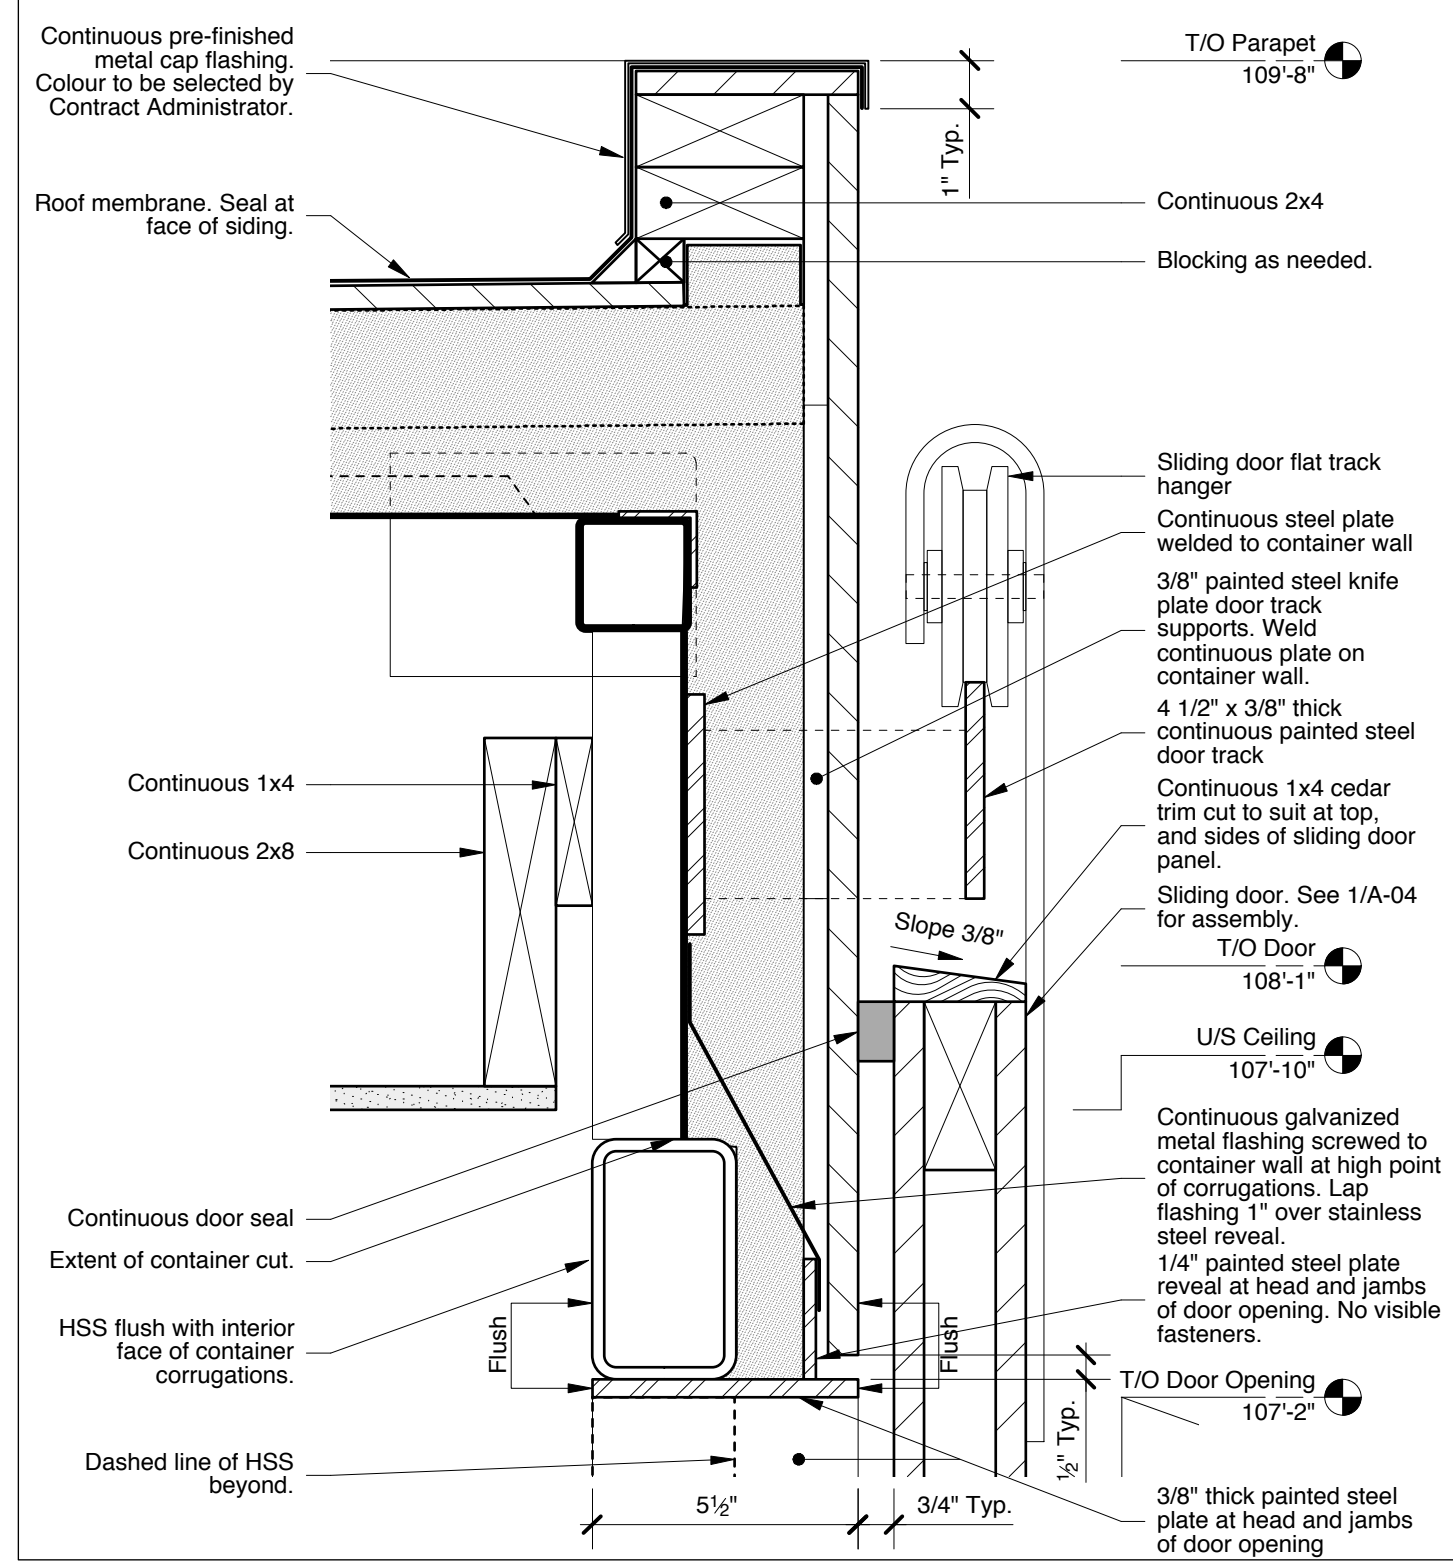 Continuous pre-finished
metal cap flashing.
Colour to be selected by
Contract Administrator.
Roof membrane. Seal at
face of siding.
Continuous 1x4
Continuous 2x8
Continuous door seal
Extent of container cut.
HSS flush with interior
face of container
corrugations.
Dashed line of HSS
beyond.
1" Typ.
Slope 3/8"
Flush
Flush
½" Typ.
5½"
3/4" Typ.
T/O Parapet
109'-8"
Continuous 2x4
Blocking as needed.
Sliding door flat track
hanger
Continuous steel plate
welded to container wall
3/8" painted steel knife
plate door track
supports. Weld
continuous plate on
container wall.
4 1/2" x 3/8" thick
continuous painted steel
door track
Continuous 1x4 cedar
trim cut to suit at top,
and sides of sliding door
panel.
Sliding door. See 1/A-04
for assembly.
T/O Door
108'-1"
U/S Ceiling
107'-10"
Continuous galvanized
metal flashing screwed to
container wall at high point
of corrugations. Lap
flashing 1" over stainless
steel reveal.
1/4" painted steel plate
reveal at head and jambs
of door opening. No visible
fasteners.
T/O Door Opening
107'-2"
3/8" thick painted steel
plate at head and jambs
of door opening